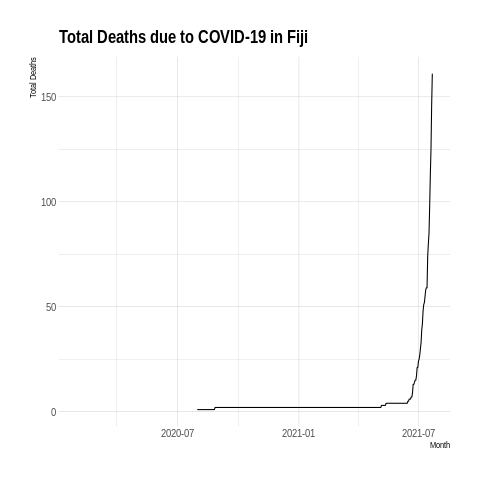 Total Deaths due to COVID-19 in Fiji
Total Deaths
150
100
50
0
2020-07
2021-01
2021-07
Month